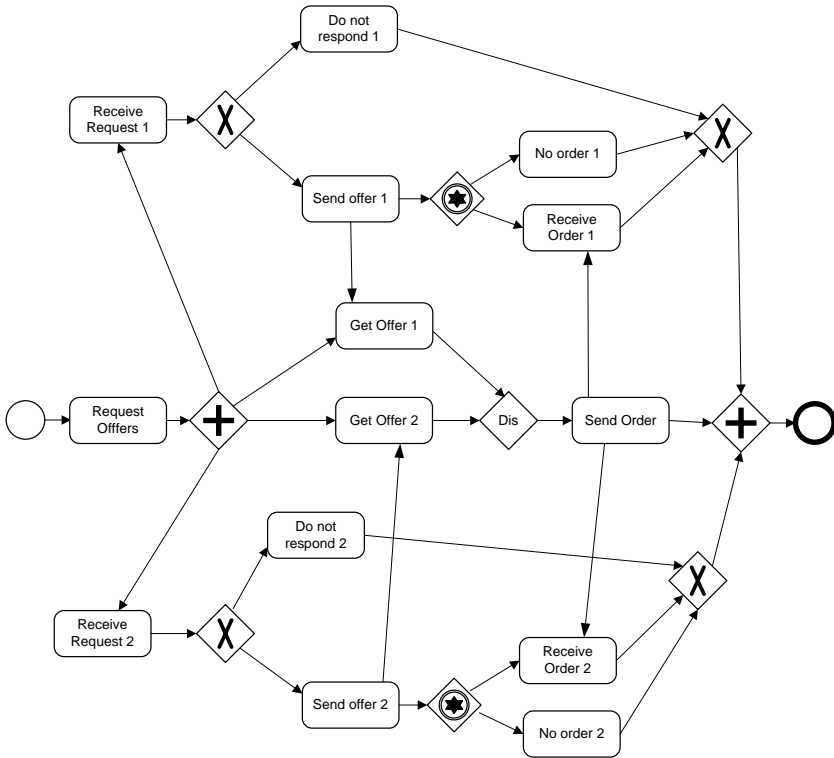 Do not
respond 1
Receive
Request 1
No order 1
Send offer 1
Receive
Order 1
Get Offer 1
Request
Offfers
Get Offer 2
Dis
Send Order
Do not
respond 2
Receive
Request 2
Receive
Order 2
Send offer 2
No order 2